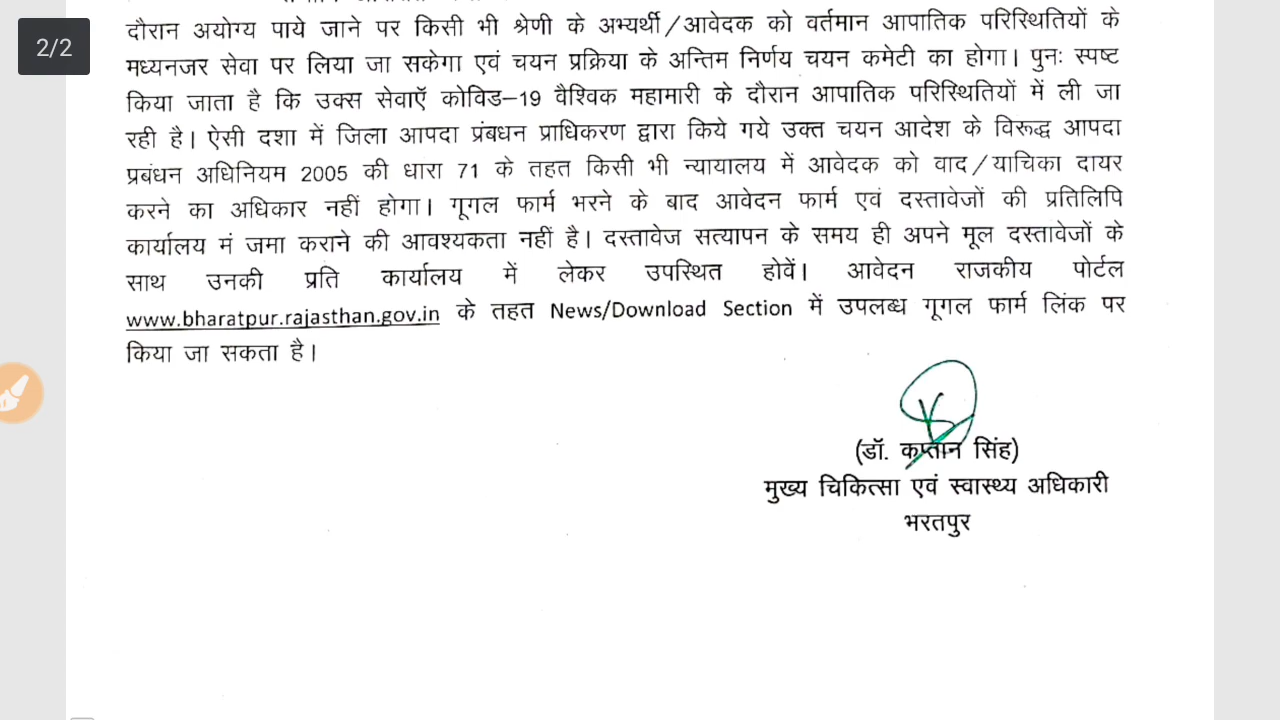 2/2
दौरान अयोग्य पाये जाने पर किसी भी श्रेणी के अभ्यर्थी/आवेदक को वर्तमान आपातिक परिस्थितियों के
मध्यनजर सेवा पर लिया जा सकेगा एवं चयन प्रक्रिया के अन्तिम निर्णय चयन कमेटी का होगा। पुनः स्पष्ट
किया जाता है कि उक्स सेवाऍ कोविड–19 वैश्विक महामारी के दौरान आपातिक परिस्थितियों में ली जा
रही है। ऐसी दशा में जिला आपदा प्रंबधन प्राधिकरण द्वारा किये गये उक्त चयन आदेश के विरूद्ध आपदा
प्रबंधन अधिनियम 2005 की धारा 71 के तहत किसी भी न्यायालय में आवेदक को वाद/याचिका दायर
करने का अधिकार नहीं होगा। गूगल फार्म भरने के बाद आवेदन फार्म एवं दस्तावेजों की प्रतिलिपि
कार्यालय मं जमा कराने की आवश्यकता नहीं है। दस्तावेज सत्यापन के समय ही अपने मूल दस्तावेजों के
साथ उनकी प्रति कार्यालय में लेकर उपस्थित होवें। आवेदन राजकीय पोर्टल
www.bharatpur.rajasthan.gov.in के तहत News/Download Section में उपलब्ध गूगल फार्म लिंक पर
किया जा सकता है।
(डॉ. कप्तान सिंह)
मुख्य चिकित्सा एवं स्वास्थ्य अधिकारी
भरतपुर